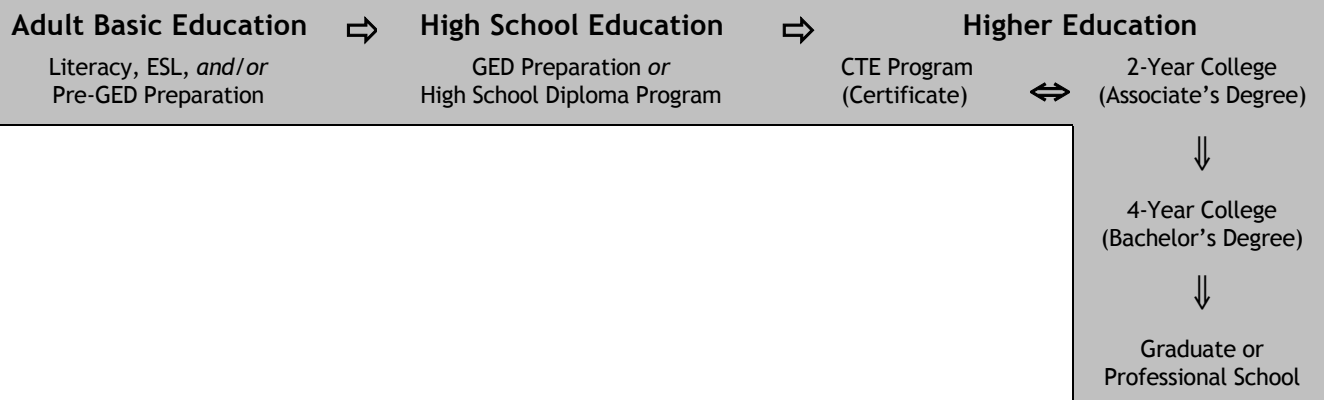 Adult Basic Education ⇨ High School Education ⇨ Higher Education
Literacy, ESL, and/or
Pre-GED Preparation
GED Preparation or
High School Diploma Program
CTE Program
(Certificate)
⇔
2-Year College
(Associate's Degree)
⇓
4-Year College
(Bachelor's Degree)
⇓
Graduate or
Professional School